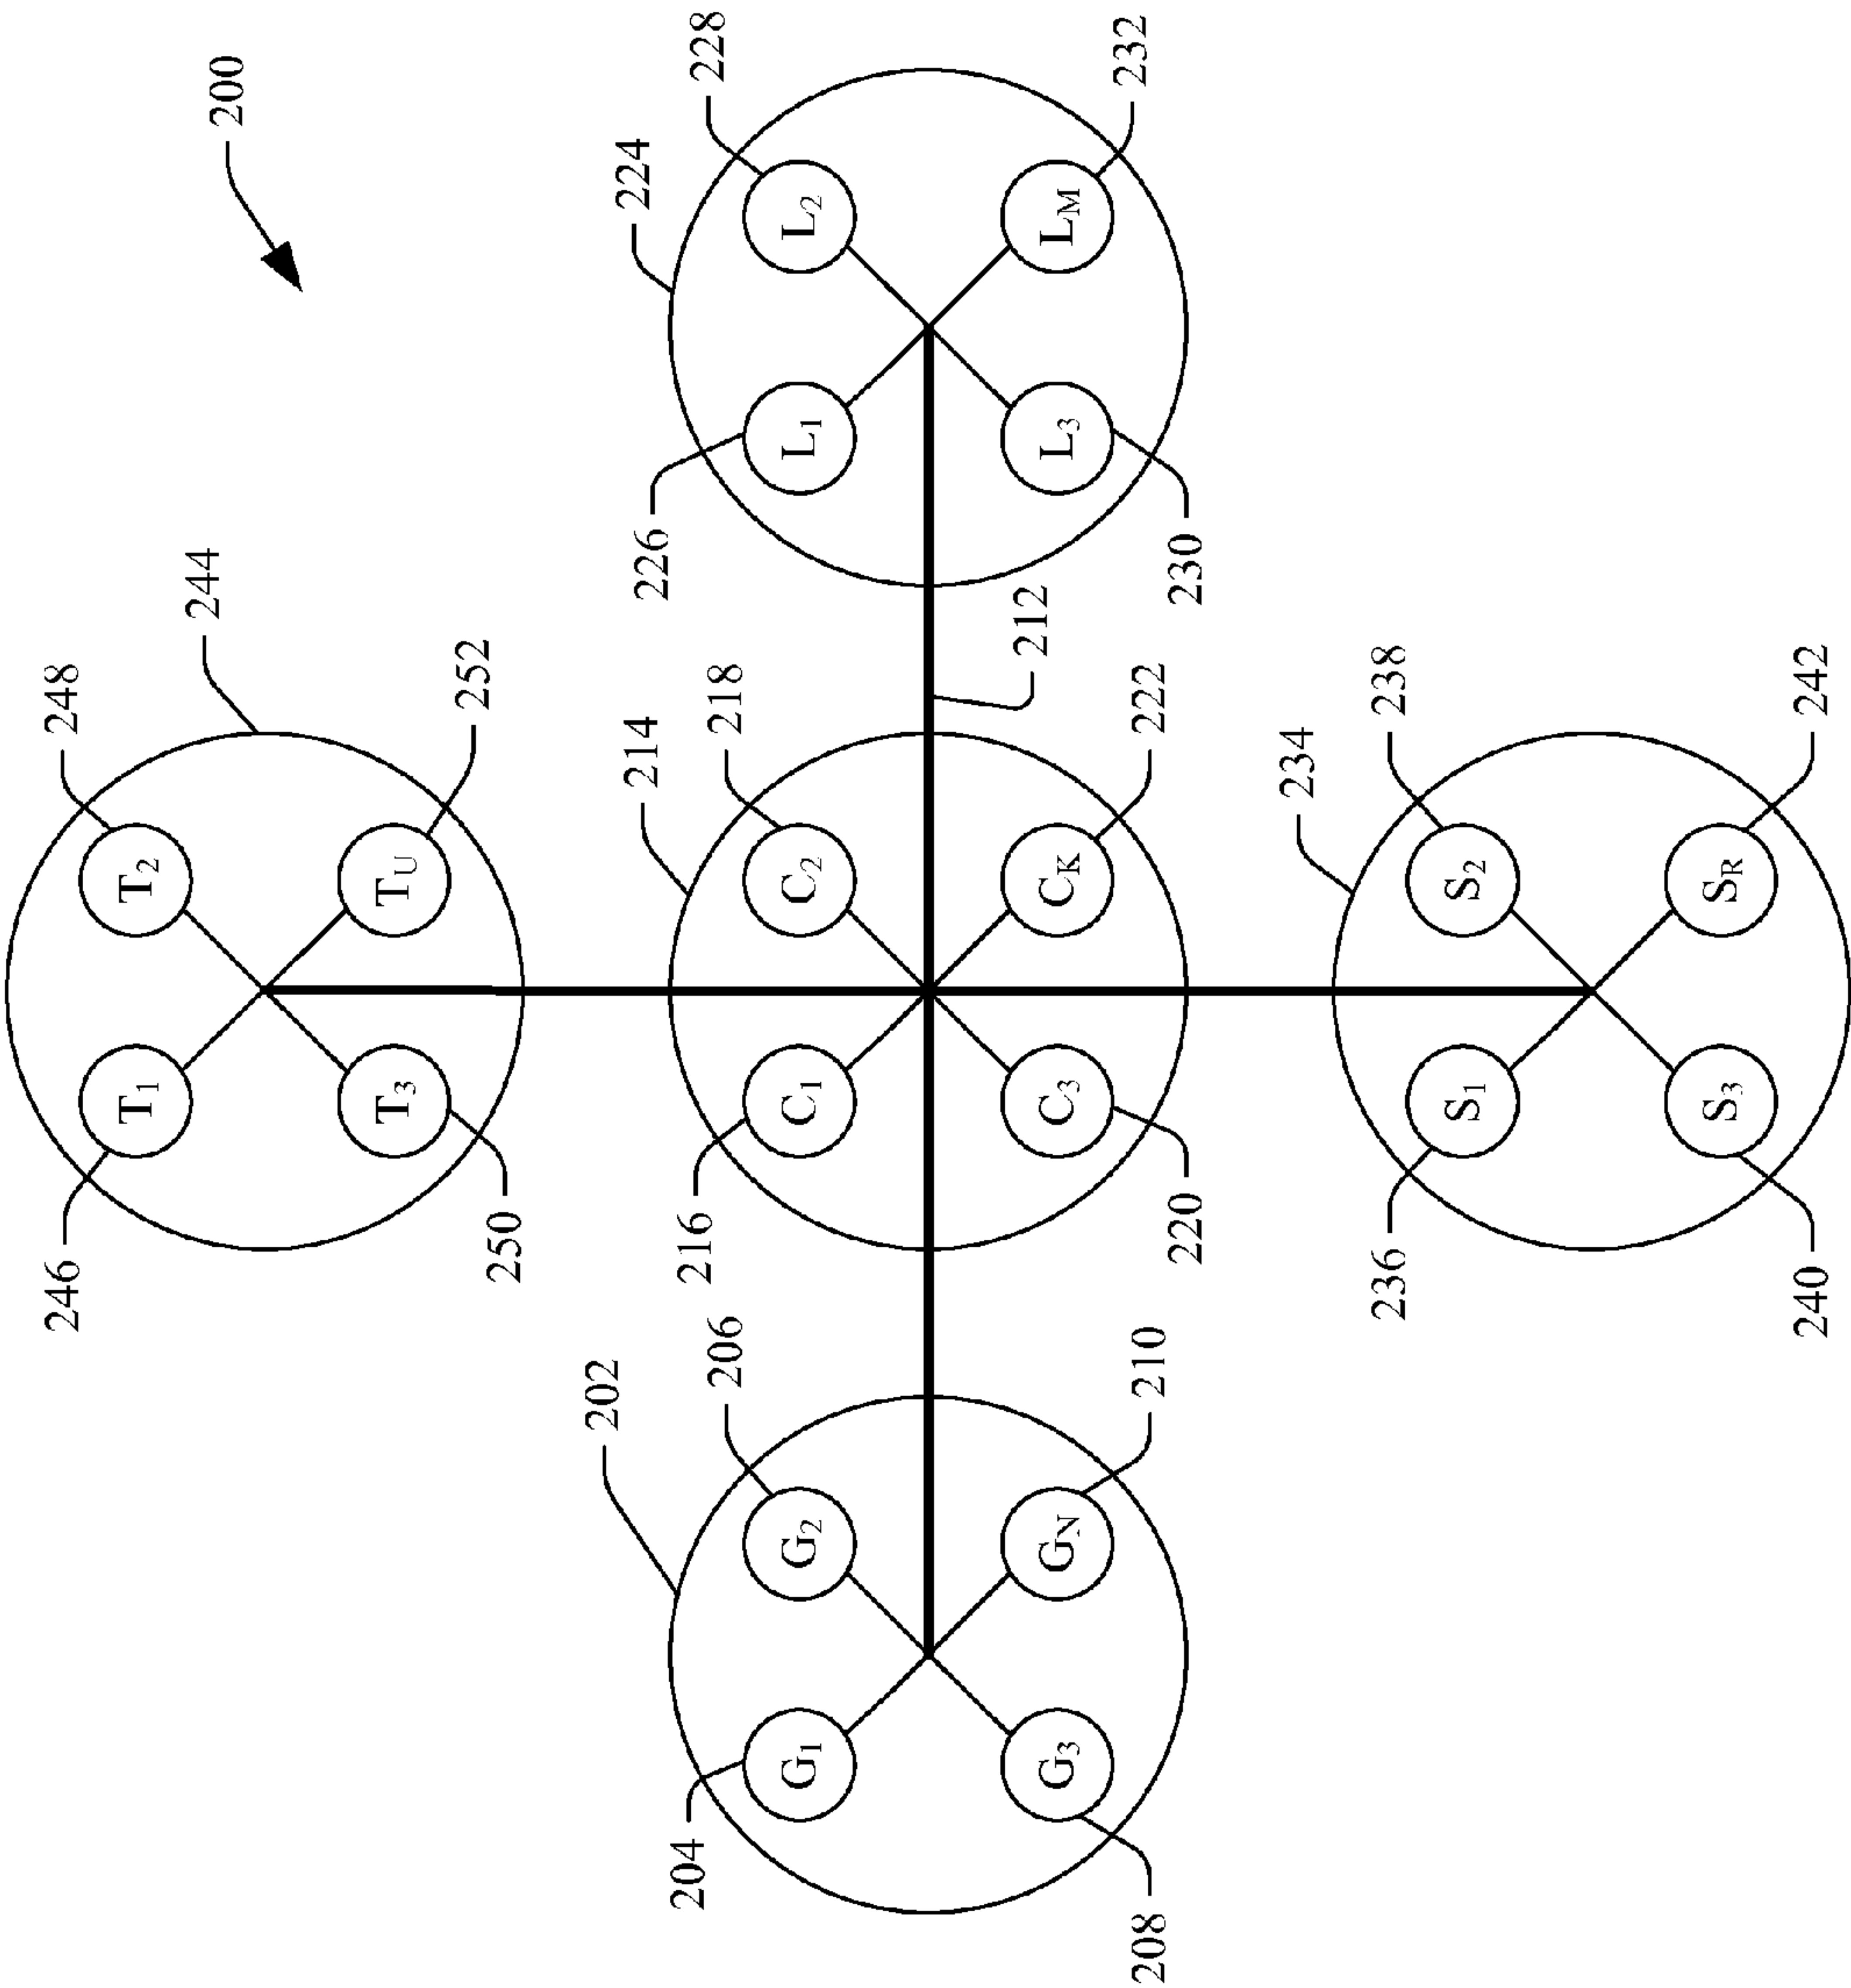 246 248
T1 T2
244
200
T3 TU
250 252
202 214 226 224
204 206 216 218 228
G1 G2 C1 C2 L1 L2
212
G3 GN C3 CK L3 LM
208 210 220 222 230 232
234
236 238
S1 S2
S3 SR
240 242